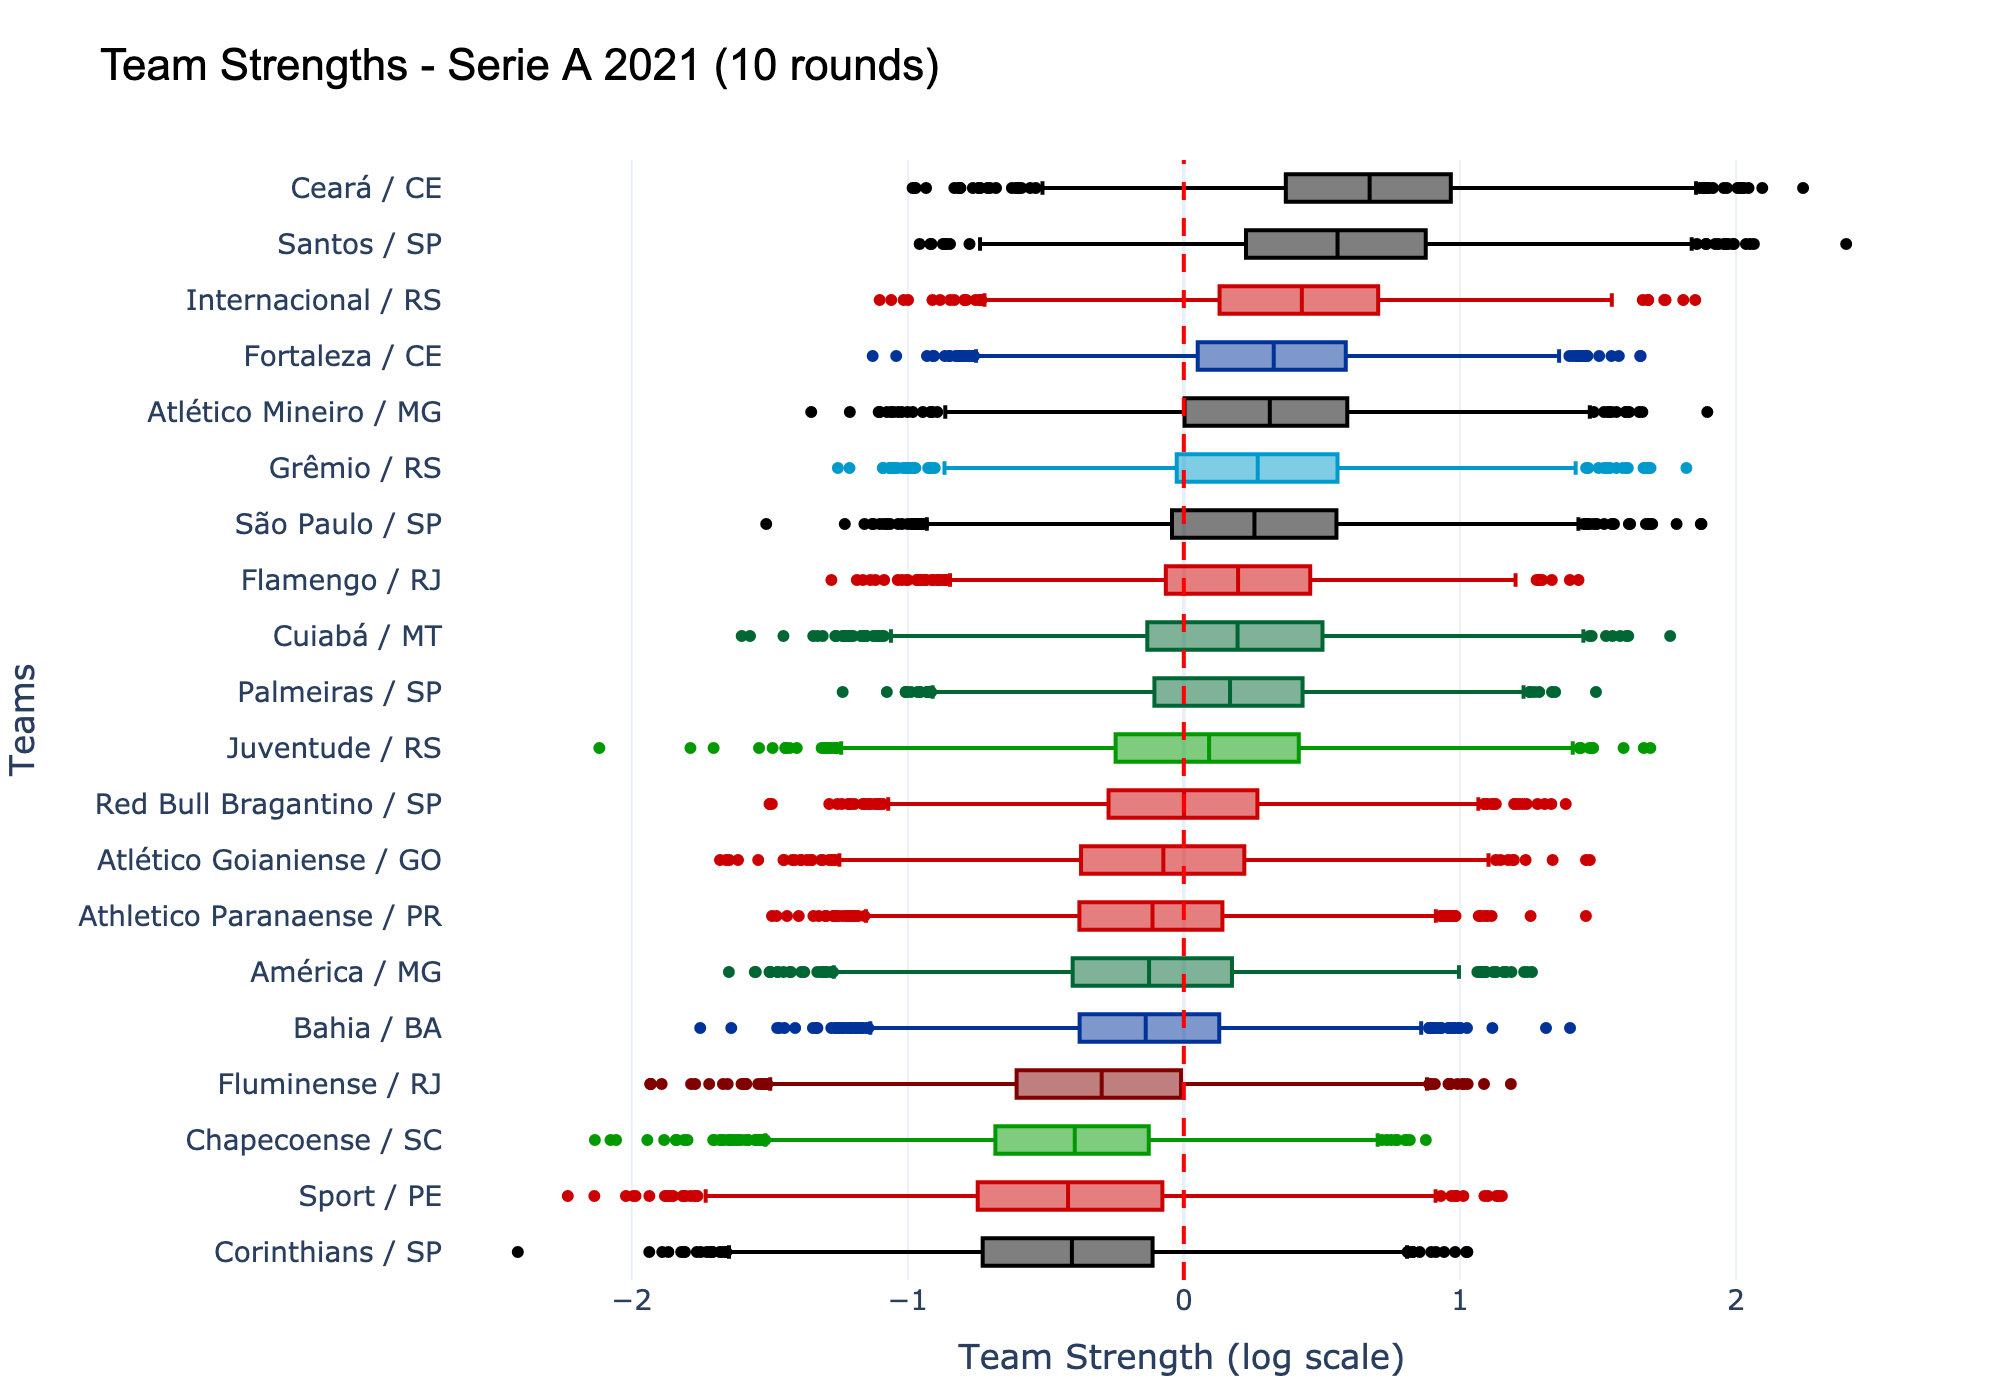 Team Strengths - Serie A 2021 (10 rounds)
Teams
Ceará / CE
Santos / SP
Internacional / RS
Fortaleza / CE
Atlético Mineiro / MG
Grêmio / RS
São Paulo / SP
Flamengo / RJ
Cuiabá / MT
Palmeiras / SP
Juventude / RS
Red Bull Bragantino / SP
Atlético Goianiense / GO
Athletico Paranaense / PR
América / MG
Bahia / BA
Fluminense / RJ
Chapecoense / SC
Sport / PE
Corinthians / SP
−2 −1 0 1 2
Team Strength (log scale)